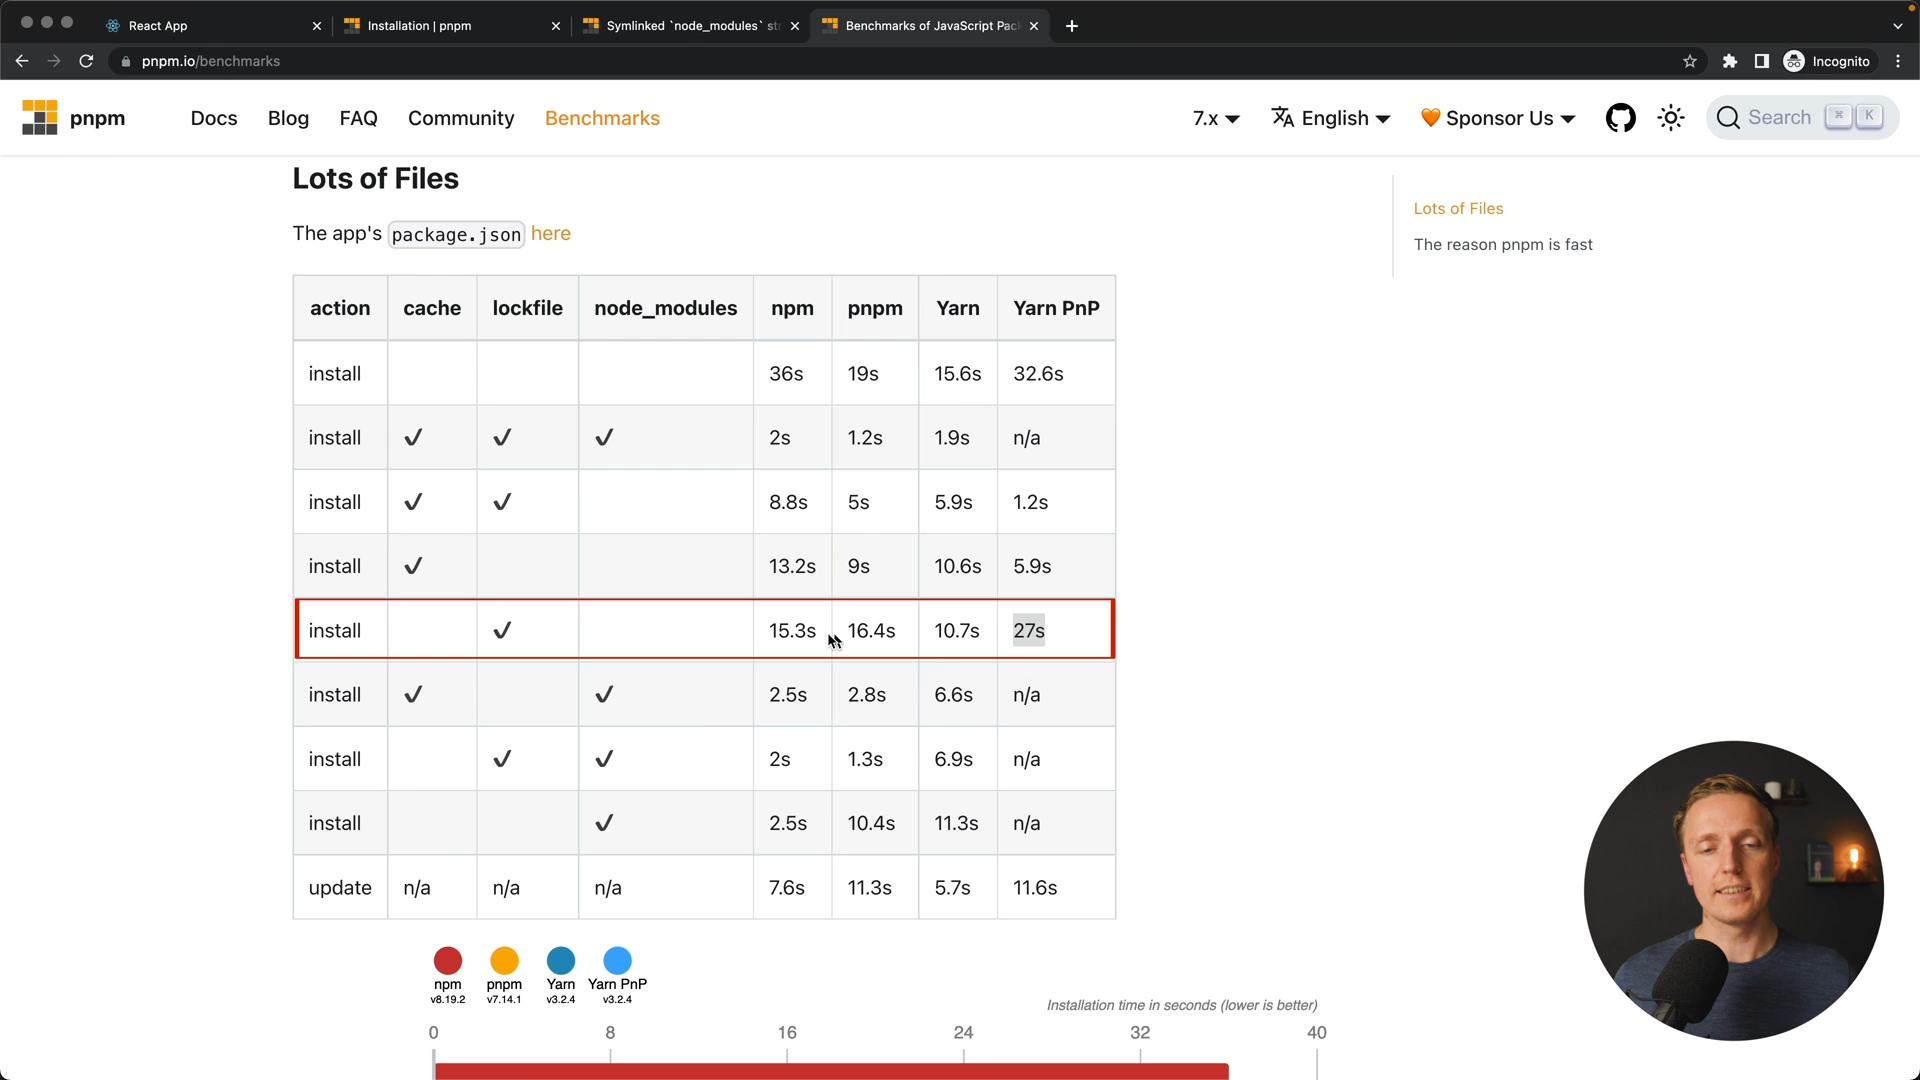 React App
Installation | pnpm
Symlinked `node_modules` str
Benchmarks of JavaScript Pac
pnpm.io/benchmarks
Incognito
pnpm
Docs
Blog
FAQ
Community
Benchmarks
7.x
English
Sponsor Us
Search
⌘ K
Lots of Files
The app's package.json here
Lots of Files
The reason pnpm is fast
action cache lockfile node_modules npm pnpm Yarn Yarn PnP
install 36s 19s 15.6s 32.6s
install ✔ ✔ ✔ 2s 1.2s 1.9s n/a
install ✔ ✔ 8.8s 5s 5.9s 1.2s
install ✔ 13.2s 9s 10.6s 5.9s
install ✔ 15.3s 16.4s 10.7s 27s
install ✔ ✔ 2.5s 2.8s 6.6s n/a
install ✔ ✔ 2s 1.3s 6.9s n/a
install ✔ 2.5s 10.4s 11.3s n/a
update n/a n/a n/a 7.6s 11.3s 5.7s 11.6s
npm pnpm Yarn Yarn PnP
v8.19.2 v7.14.1 v3.2.4 v3.2.4
Installation time in seconds (lower is better)
0 8 16 24 32 40